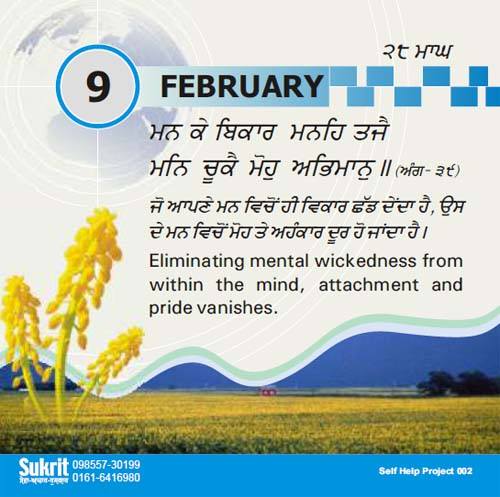 ੨੮ ਮਾਘ
9 FEBRUARY
ਮਨ ਕੇ ਬਿਕਾਰ ਮਨਹਿ ਤਜੈ
ਮਨਿ ਚੂਕੈ ਮੋਹੁ ਅਭਿਮਾਨੁ॥ (ਅੰਗ- ੩੯)
ਜੋ ਆਪਣੇ ਮਨ ਵਿਚੋਂ ਹੀ ਵਿਕਾਰ ਛੱਡ ਦੇਂਦਾ ਹੈ, ਉਸ
ਦੇ ਮਨ ਵਿਚੋਂ ਮੋਹ ਤੇ ਅਹੰਕਾਰ ਦੂਰ ਹੋ ਜਾਂਦਾ ਹੈ।
Eliminating mental wickedness from
within the mind, attachment and
pride vanishes.
Sukrit 098557-30199
ਸੋਚ-ਅਚਾਰ-ਰੁਜ਼ਗਾਰ 0161-6416980
Self Help Project 002